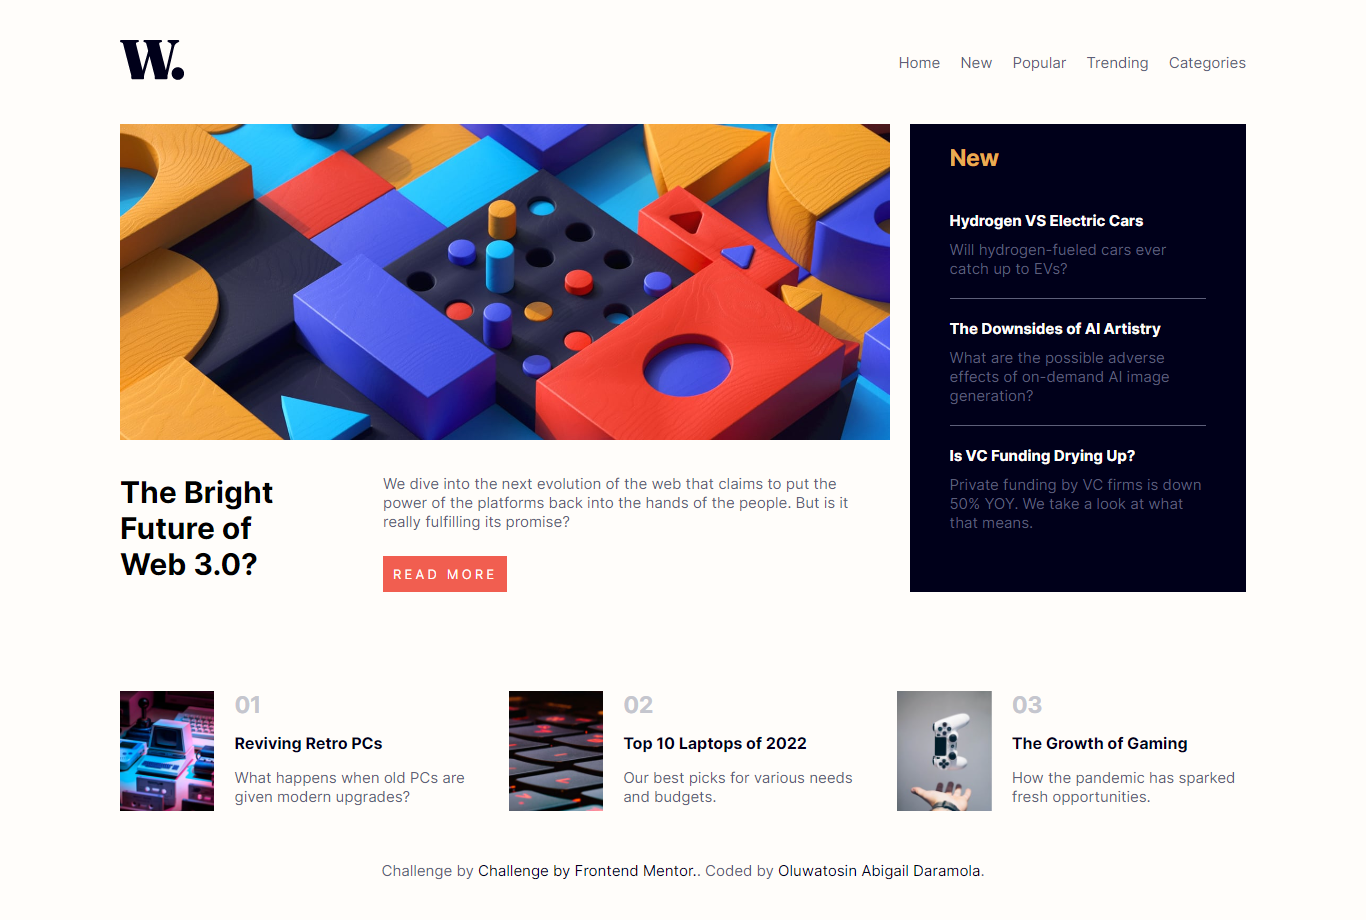 W.
Home New Popular Trending Categories
New
Hydrogen VS Electric Cars
Will hydrogen-fueled cars ever
catch up to EVs?
The Downsides of AI Artistry
What are the possible adverse
effects of on-demand AI image
generation?
Is VC Funding Drying Up?
Private funding by VC firms is down
50% YOY. We take a look at what
that means.
The Bright
Future of
Web 3.0?
We dive into the next evolution of the web that claims to put the
power of the platforms back into the hands of the people. But is it
really fulfilling its promise?
READ MORE
01
Reviving Retro PCs
What happens when old PCs are
given modern upgrades?
02
Top 10 Laptops of 2022
Our best picks for various needs
and budgets.
03
The Growth of Gaming
How the pandemic has sparked
fresh opportunities.
Challenge by Challenge by Frontend Mentor.. Coded by Oluwatosin Abigail Daramola.